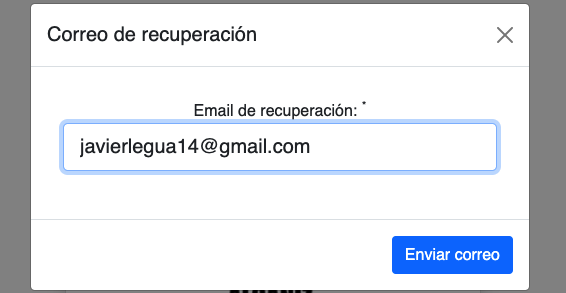 Correo de recuperación
Email de recuperación: *
javierlegua14@gmail.com
Enviar correo